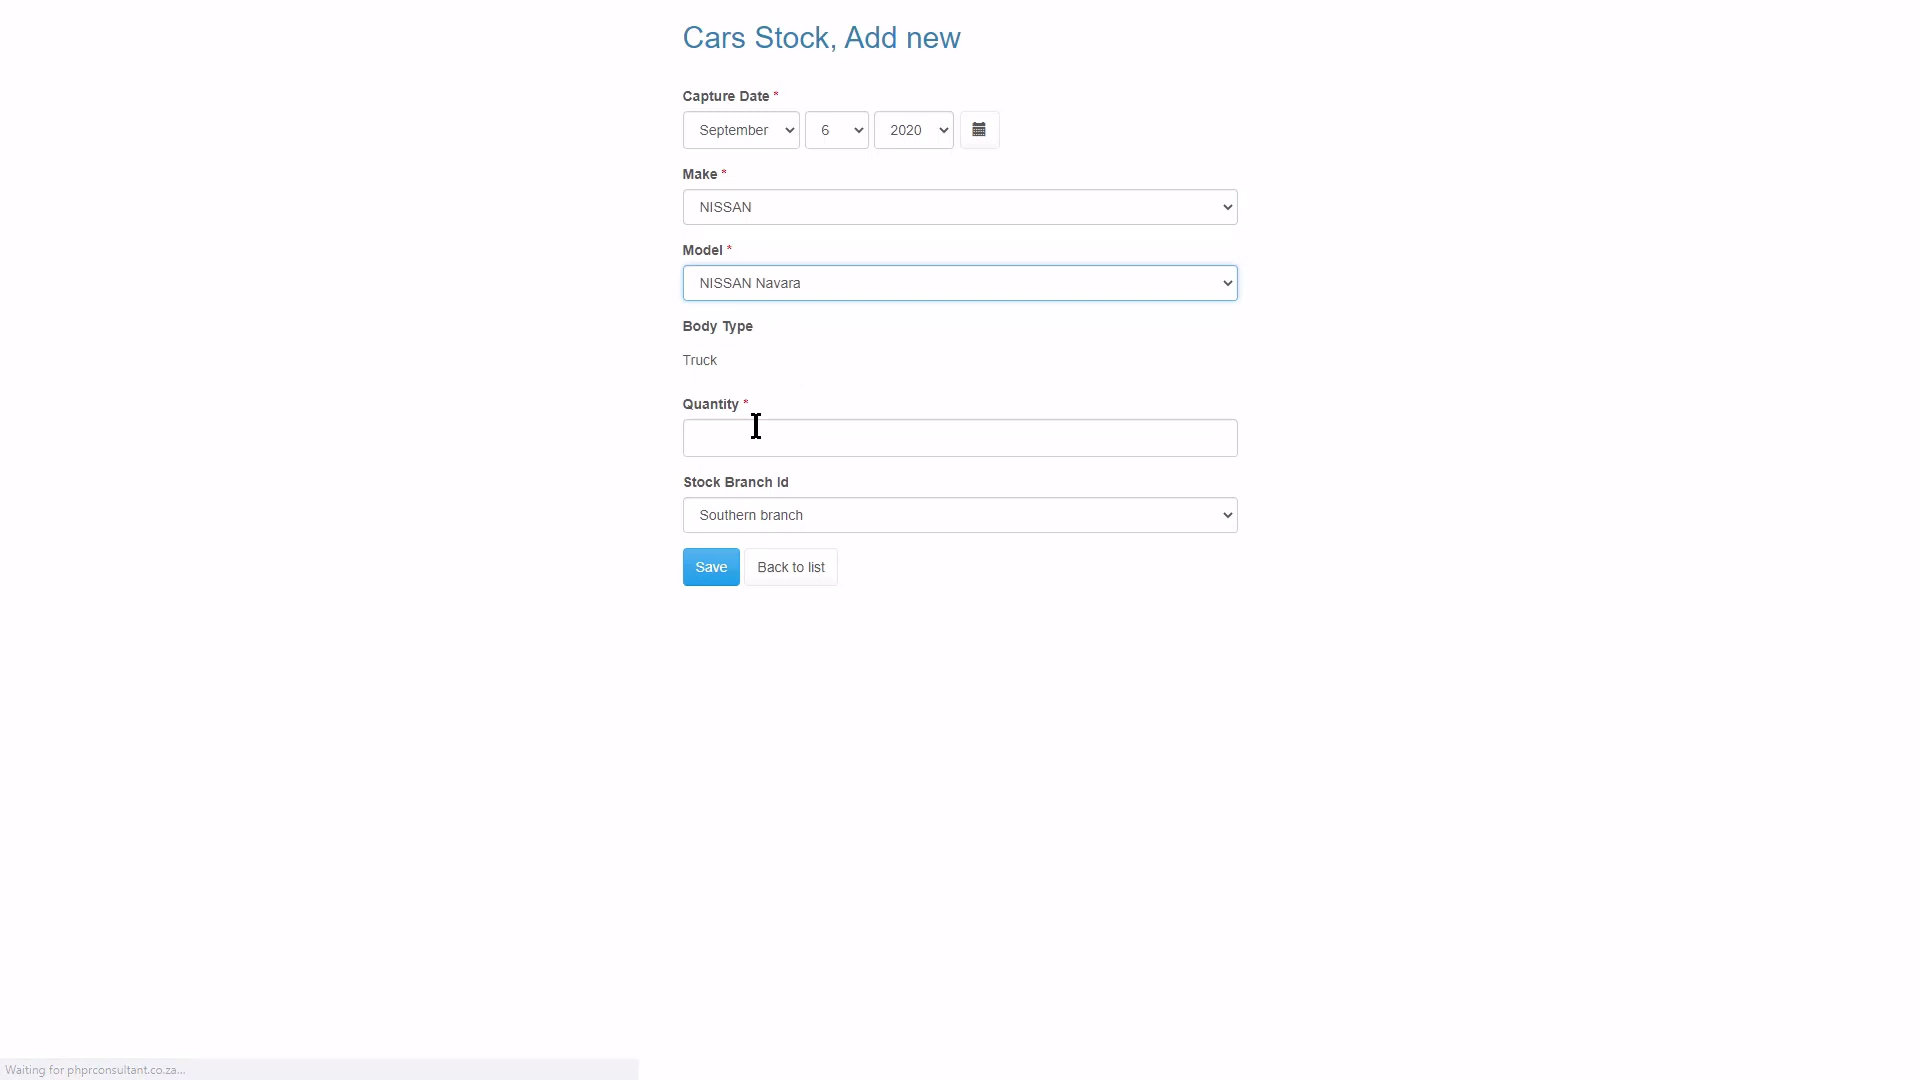 Cars Stock, Add new
Capture Date *
September 6 2020
Make *
NISSAN
Model *
NISSAN Navara
Body Type
Truck
Quantity *
Stock Branch Id
Southern branch
Save Back to list
Waiting for phprconsultant.co.za...